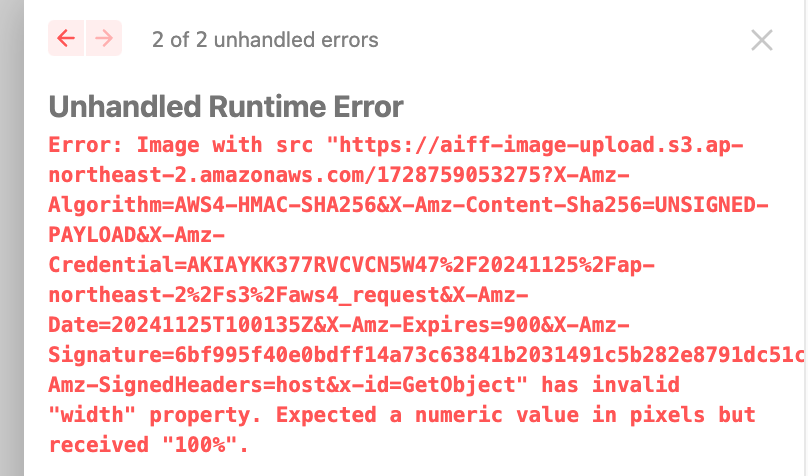 2 of 2 unhandled errors
Unhandled Runtime Error
Error: Image with src "https://aiff-image-upload.s3.ap-
northeast-2.amazonaws.com/1728759053275?X-Amz-
Algorithm=AWS4-HMAC-SHA256&X-Amz-Content-Sha256=UNSIGNED-
PAYLOAD&X-Amz-
Credential=AKIAYKK377RVCVCN5W47%2F20241125%2Fap-
northeast-2%2Fs3%2Faws4_request&X-Amz-
Date=20241125T100135Z&X-Amz-Expires=900&X-Amz-
Signature=6bf995f40e0bdff14a73c63841b2031491c5b282e8791dc51c
Amz-SignedHeaders=host&x-id=GetObject" has invalid
"width" property. Expected a numeric value in pixels but
received "100%".